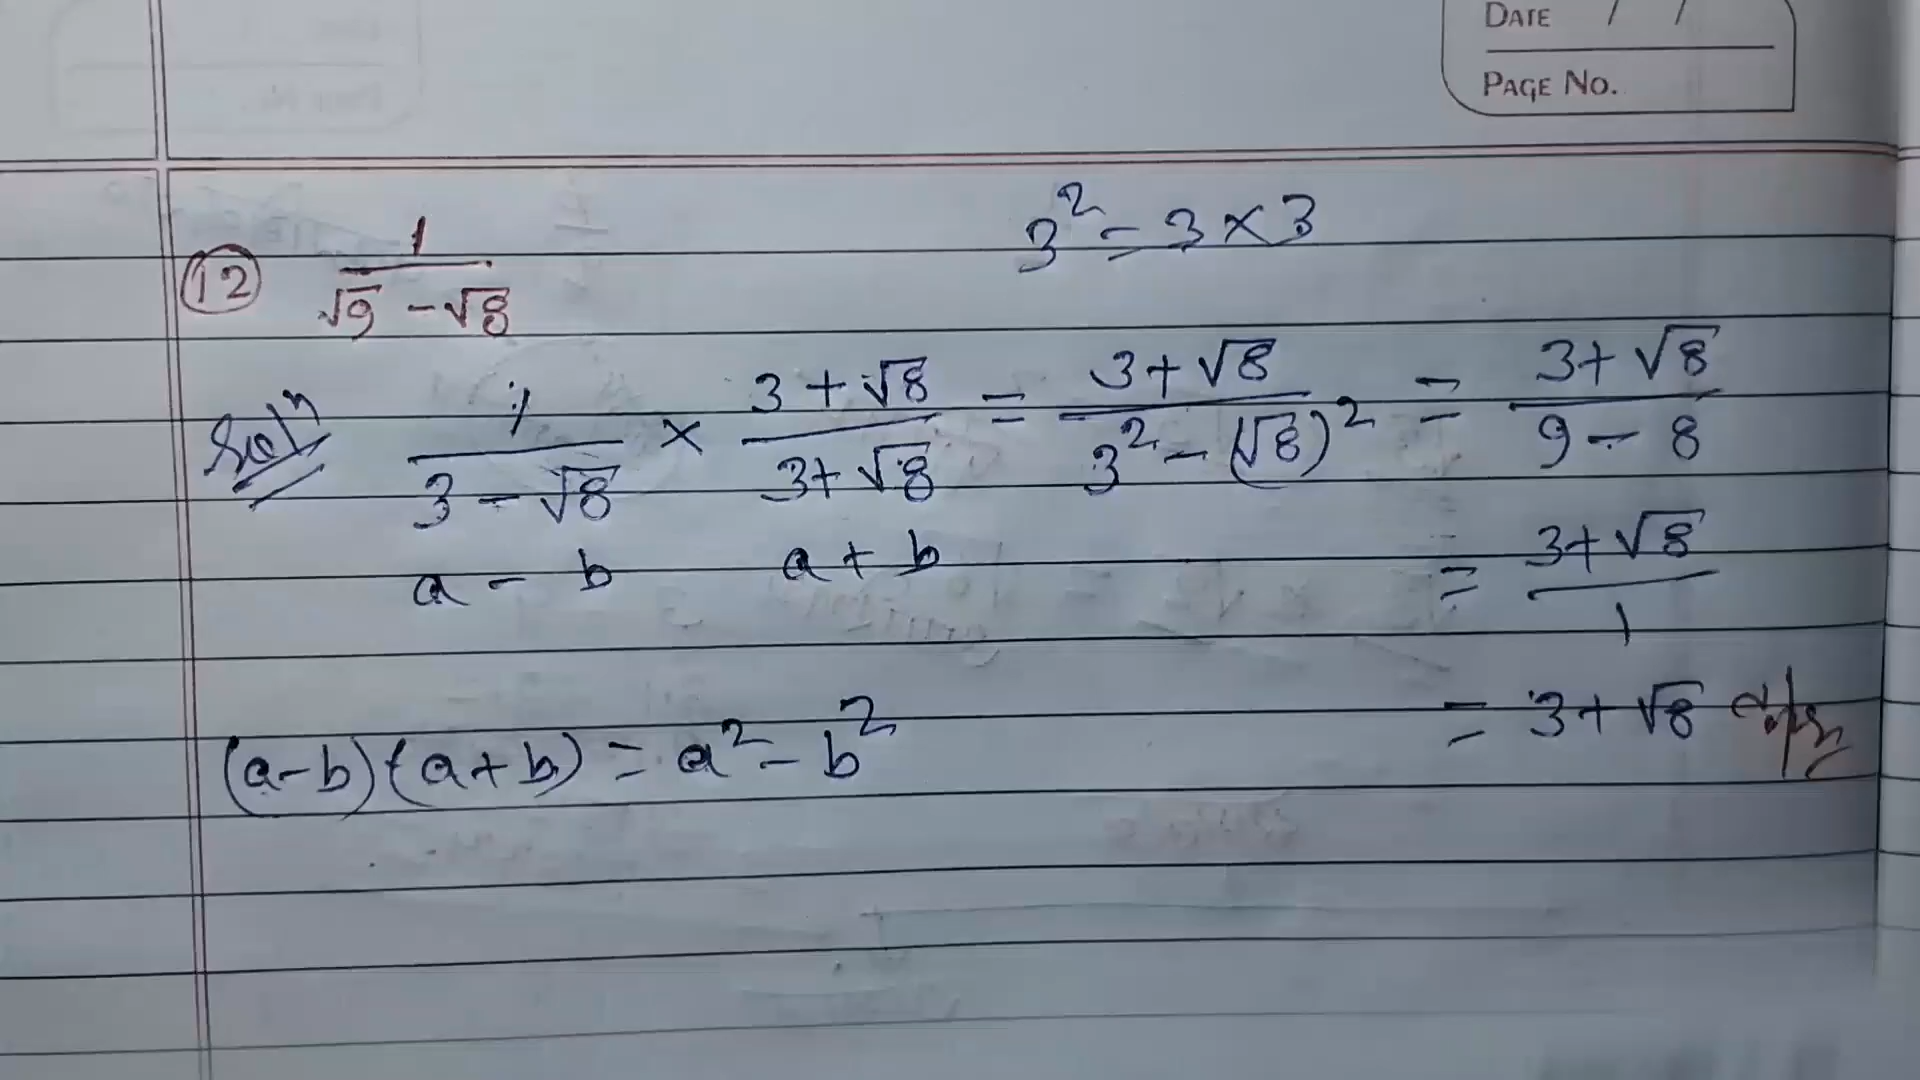 DATE / /
PAGE NO.
3² = 3 × 3
(12) 1/(√9 - √8)
Solⁿ 1/(3 - √8) × (3 + √8)/(3 + √8) = (3 + √8)/(3² - (√8)²) = (3 + √8)/(9 - 8)
a - b a + b = (3 + √8)/1
(a-b)(a+b) = a² - b² = 3 + √8